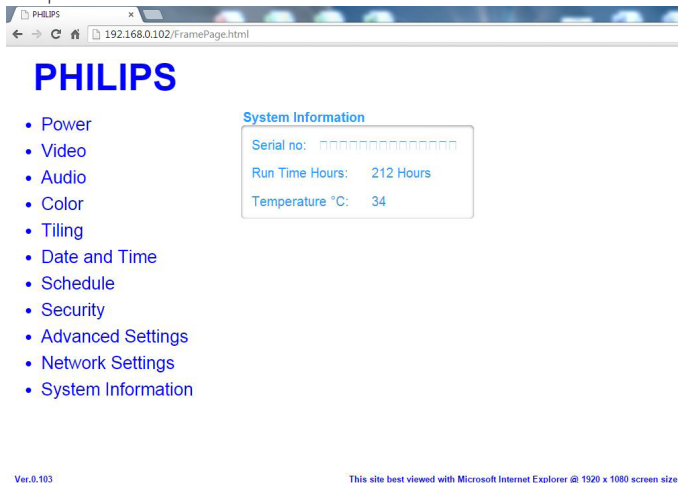 PHILIPS
192.168.0.102/FramePage.html
PHILIPS
Power
Video
Audio
Color
Tiling
Date and Time
Schedule
Security
Advanced Settings
Network Settings
System Information
System Information
Serial no:
Run Time Hours: 212 Hours
Temperature °C: 34
Ver.0.103
This site best viewed with Microsoft Internet Explorer @ 1920 x 1080 screen size